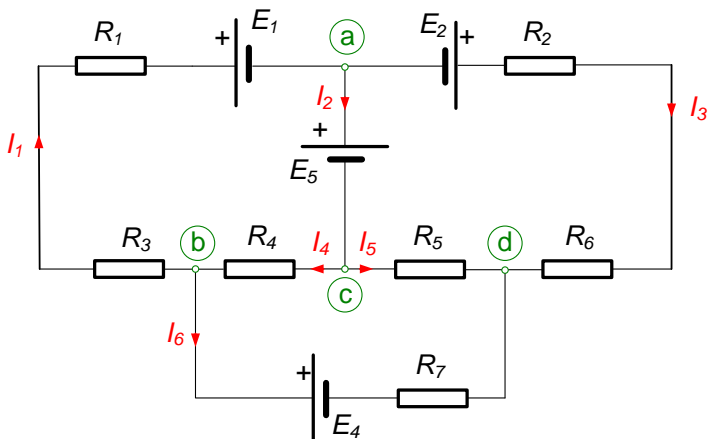 R1
+
E1
a
E2
+
R2
I1
I2
I3
+
E5
R3
b
R4
I4
I5
R5
d
R6
c
I6
+
E4
R7